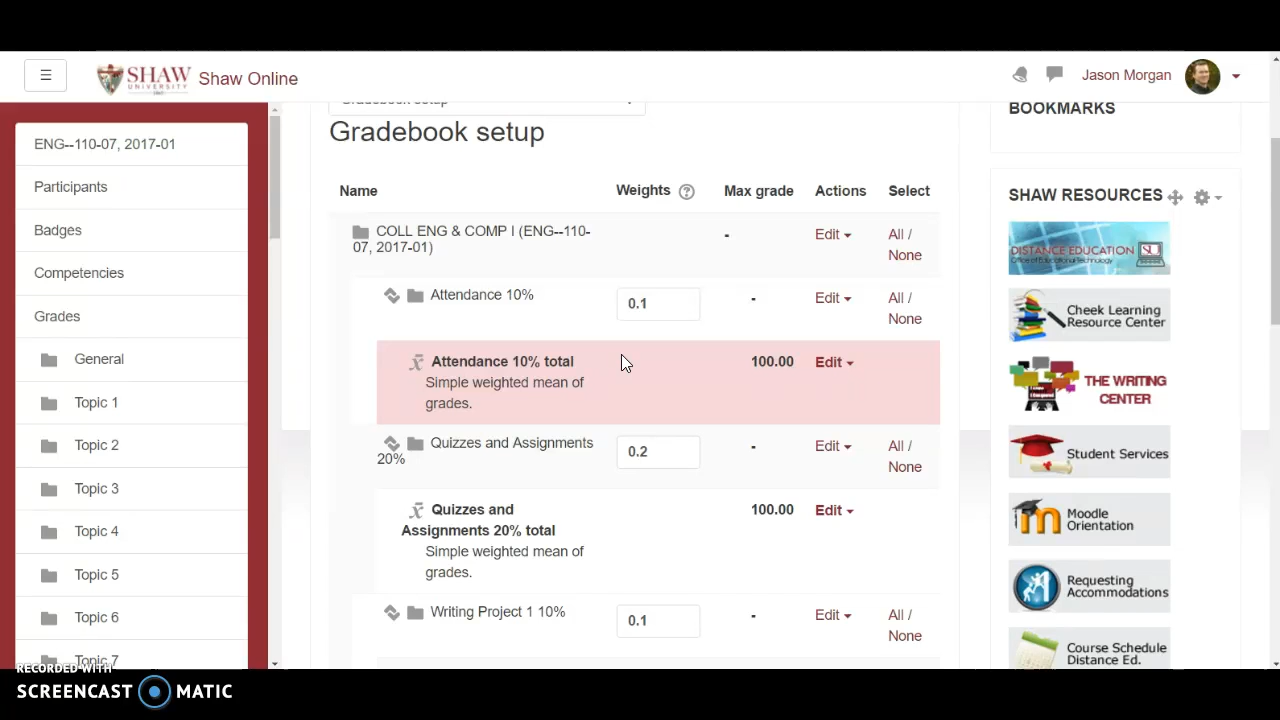 ☰
SHAW UNIVERSITY
Shaw Online
Jason Morgan
ENG--110-07, 2017-01
Participants
Badges
Competencies
Grades
General
Topic 1
Topic 2
Topic 3
Topic 4
Topic 5
Topic 6
Topic 7
Gradebook setup
Gradebook setup
Name Weights ? Max grade Actions Select
COLL ENG & COMP I (ENG--110-
07, 2017-01)
- Edit All /
None
Attendance 10% 0.1 - Edit All /
None
x̄ Attendance 10% total 100.00 Edit
Simple weighted mean of
grades.
Quizzes and Assignments
20%
0.2 - Edit All /
None
x̄ Quizzes and
Assignments 20% total
100.00 Edit
Simple weighted mean of
grades.
Writing Project 1 10% 0.1 - Edit All /
None
BOOKMARKS
SHAW RESOURCES
DISTANCE EDUCATION
Office of Educational Technology
SU
Cheek Learning
Resource Center
THE WRITING
CENTER
Student Services
Moodle
Orientation
Requesting
Accommodations
Course Schedule
Distance Ed.
RECORDED WITH
SCREENCAST MATIC